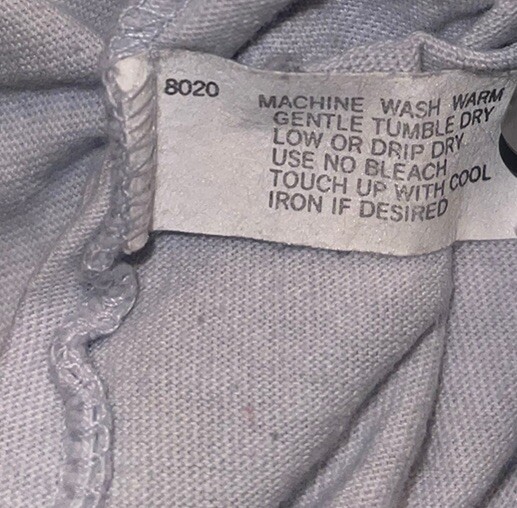 8020
MACHINE WASH WARM
GENTLE TUMBLE DRY
LOW OR DRIP DRY
USE NO BLEACH
TOUCH UP WITH COOL
IRON IF DESIRED